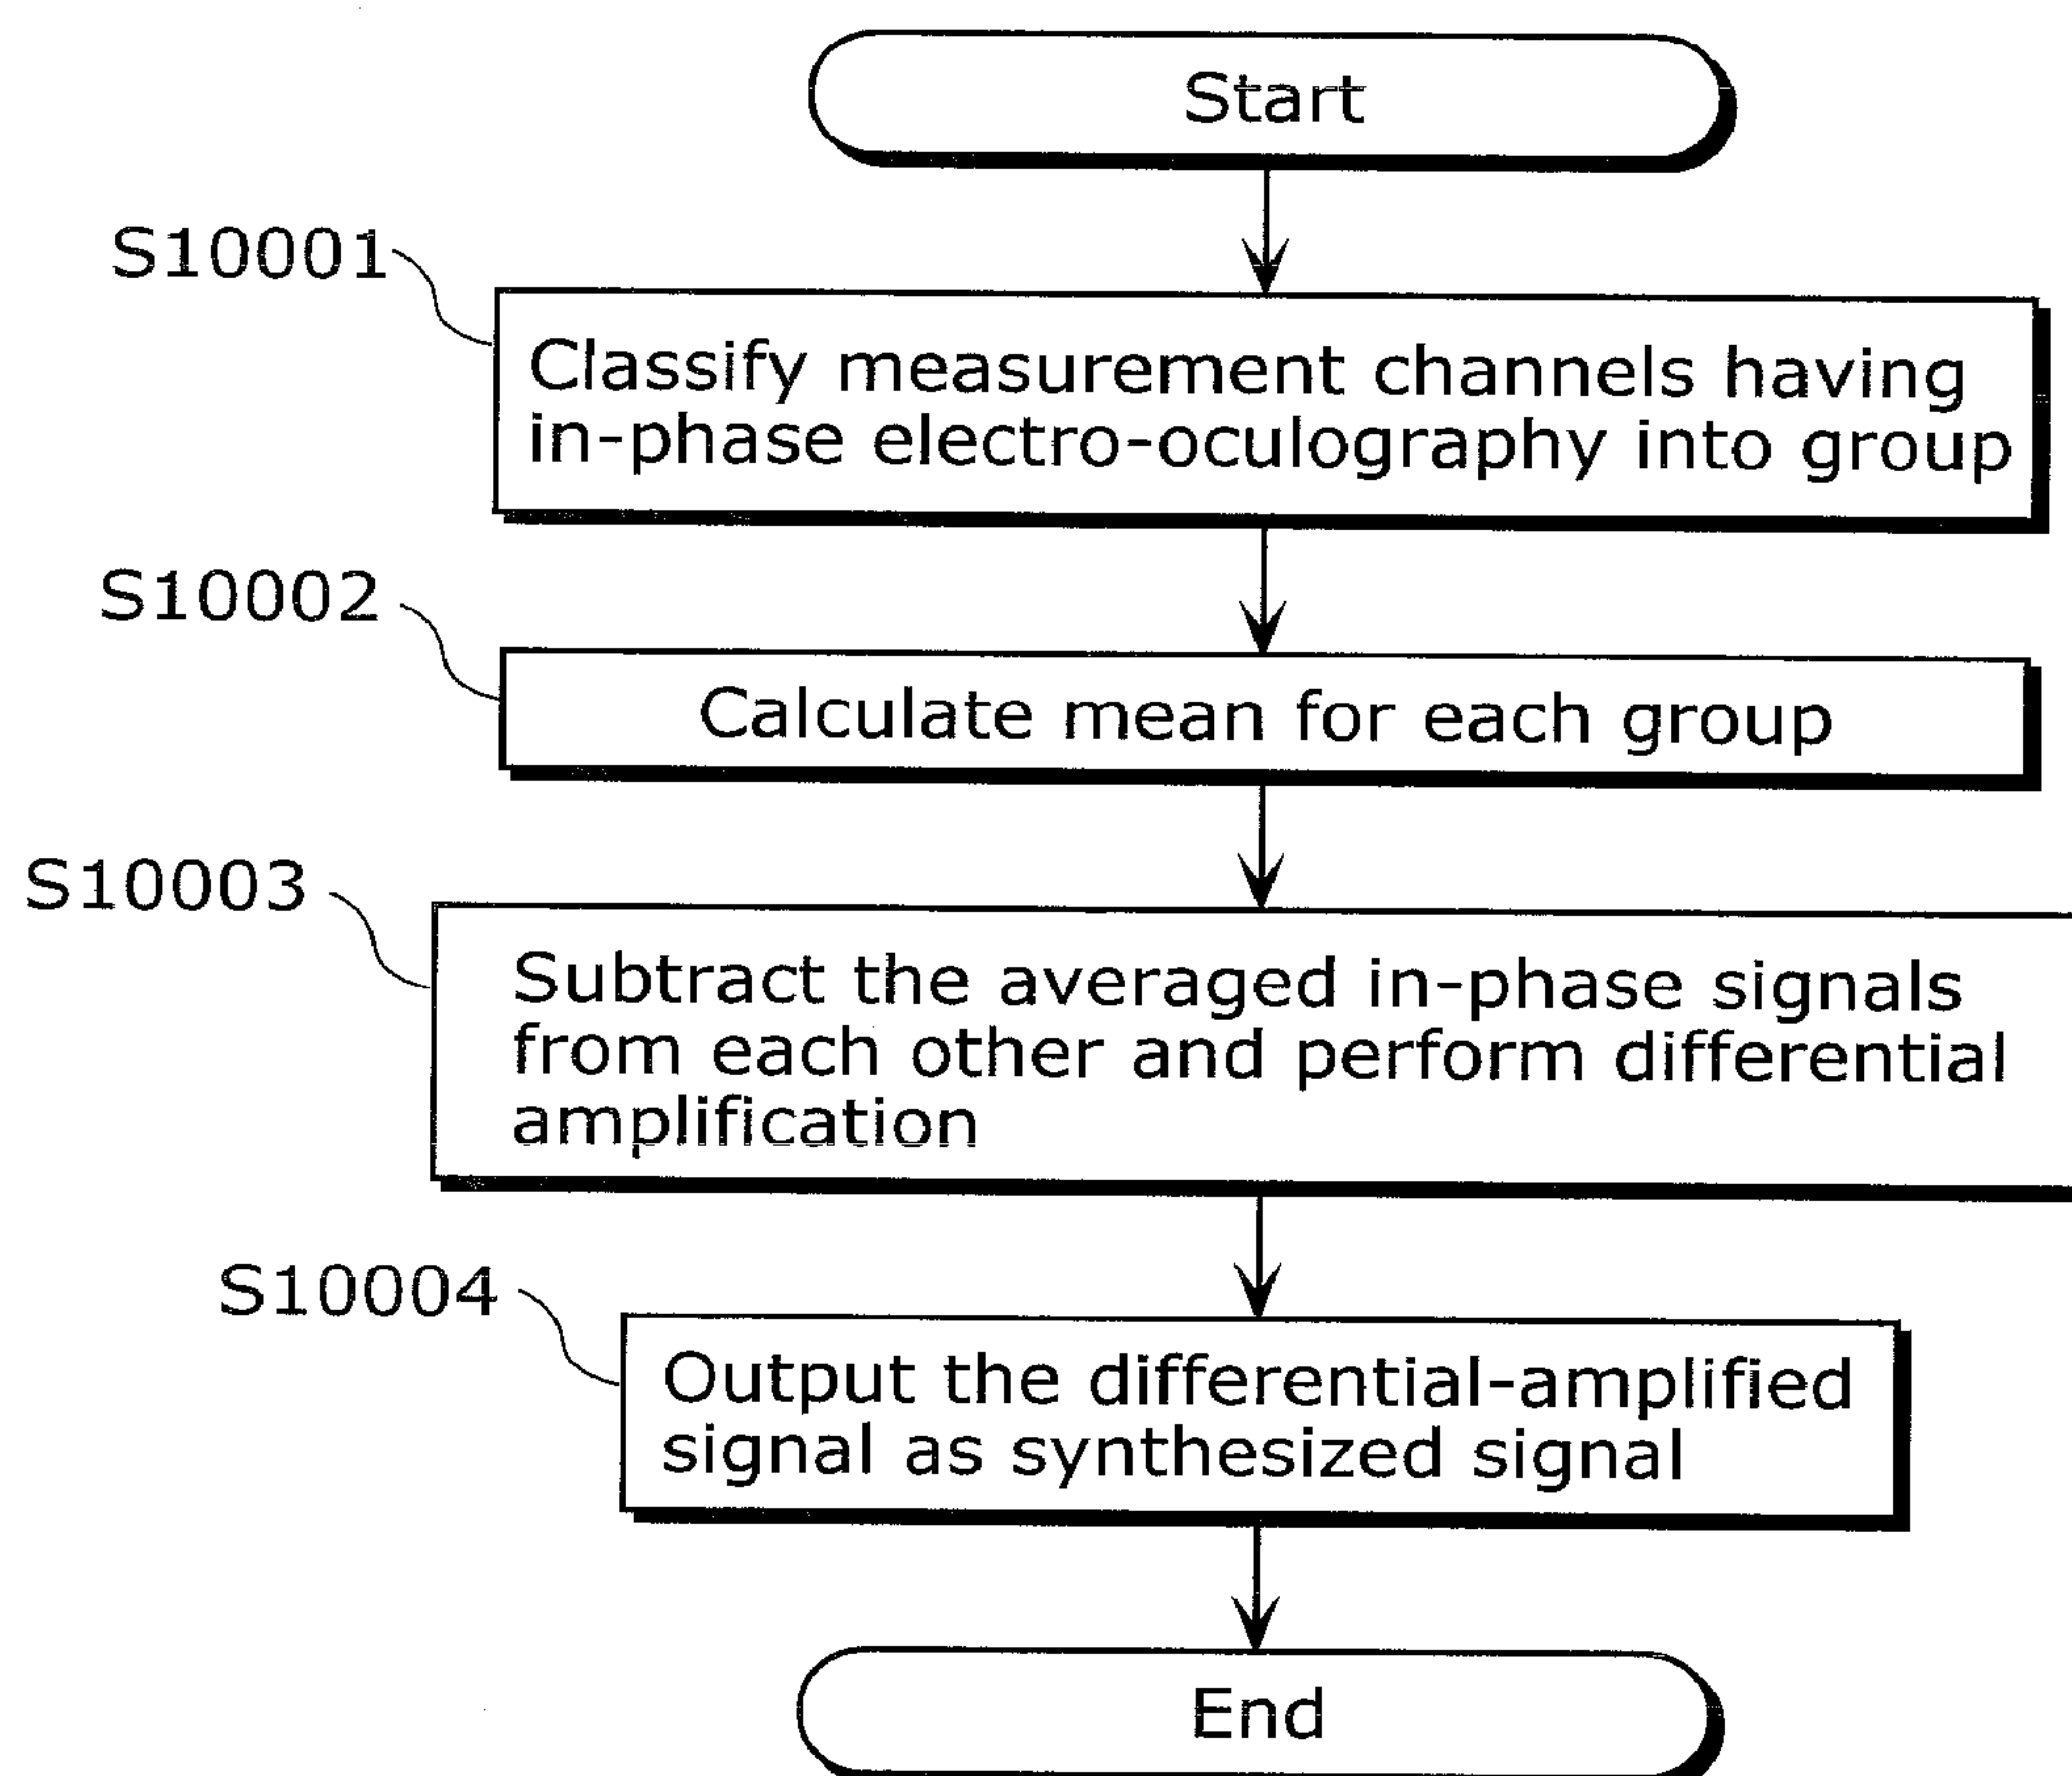 Start
S10001
Classify measurement channels having
in-phase electro-oculography into group
S10002
Calculate mean for each group
S10003
Subtract the averaged in-phase signals
from each other and perform differential
amplification
S10004
Output the differential-amplified
signal as synthesized signal
End